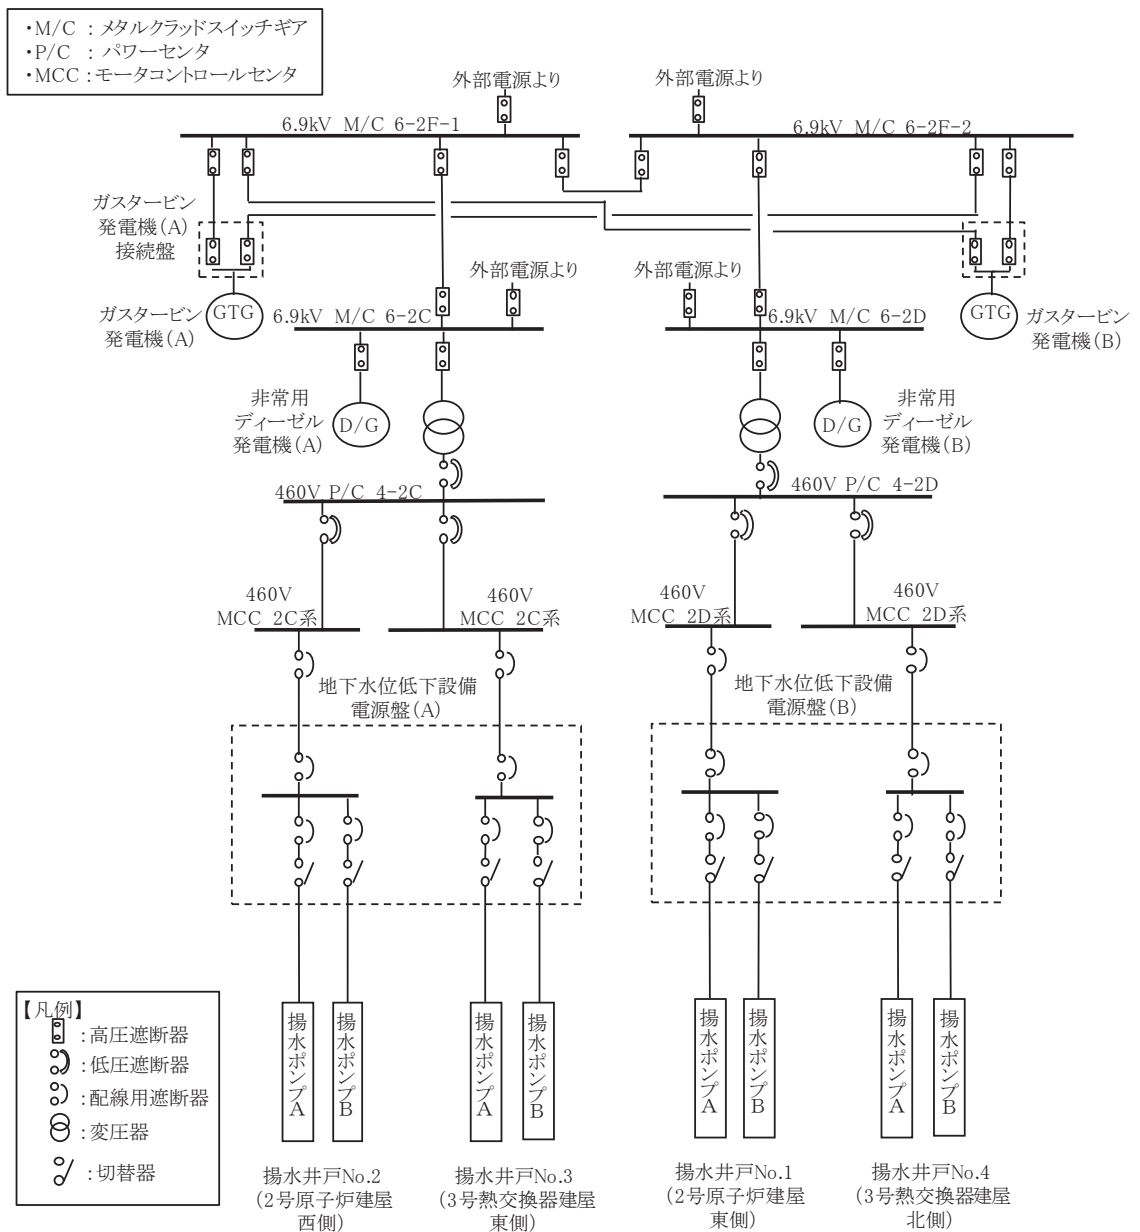 ・M/C ：メタルクラッドスイッチギア
・P/C ：パワーセンタ
・MCC：モータコントロールセンタ
外部電源より
外部電源より
6.9kV M/C 6-2F-1
6.9kV M/C 6-2F-2
ガスタービン
発電機(A)
接続盤
外部電源より
外部電源より
GTG
GTG
ガスタービン
発電機(A)
6.9kV M/C 6-2C
6.9kV M/C 6-2D
ガスタービン
発電機(B)
非常用
ディーゼル
発電機(A)
D/G
D/G
非常用
ディーゼル
発電機(B)
460V P/C 4-2C
460V P/C 4-2D
460V
MCC 2C系
460V
MCC 2C系
460V
MCC 2D系
460V
MCC 2D系
地下水位低下設備
電源盤(A)
地下水位低下設備
電源盤(B)
【凡例】
：高圧遮断器
：低圧遮断器
：配線用遮断器
：変圧器
：切替器
揚水ポンプA
揚水ポンプB
揚水ポンプA
揚水ポンプB
揚水ポンプA
揚水ポンプB
揚水ポンプA
揚水ポンプB
揚水井戸No.2
(2号原子炉建屋
西側)
揚水井戸No.3
(3号熱交換器建屋
東側)
揚水井戸No.1
(2号原子炉建屋
東側)
揚水井戸No.4
(3号熱交換器建屋
北側)